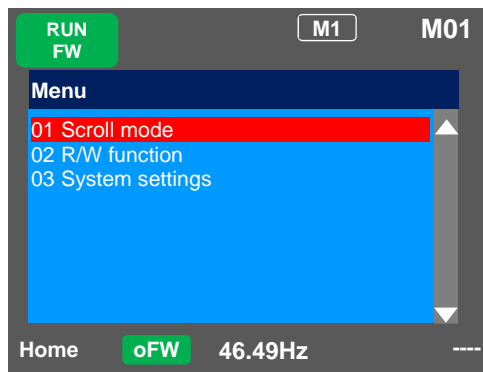 RUN
FW
M1
M01
Menu
01 Scroll mode
02 R/W function
03 System settings
Home oFW 46.49Hz ----